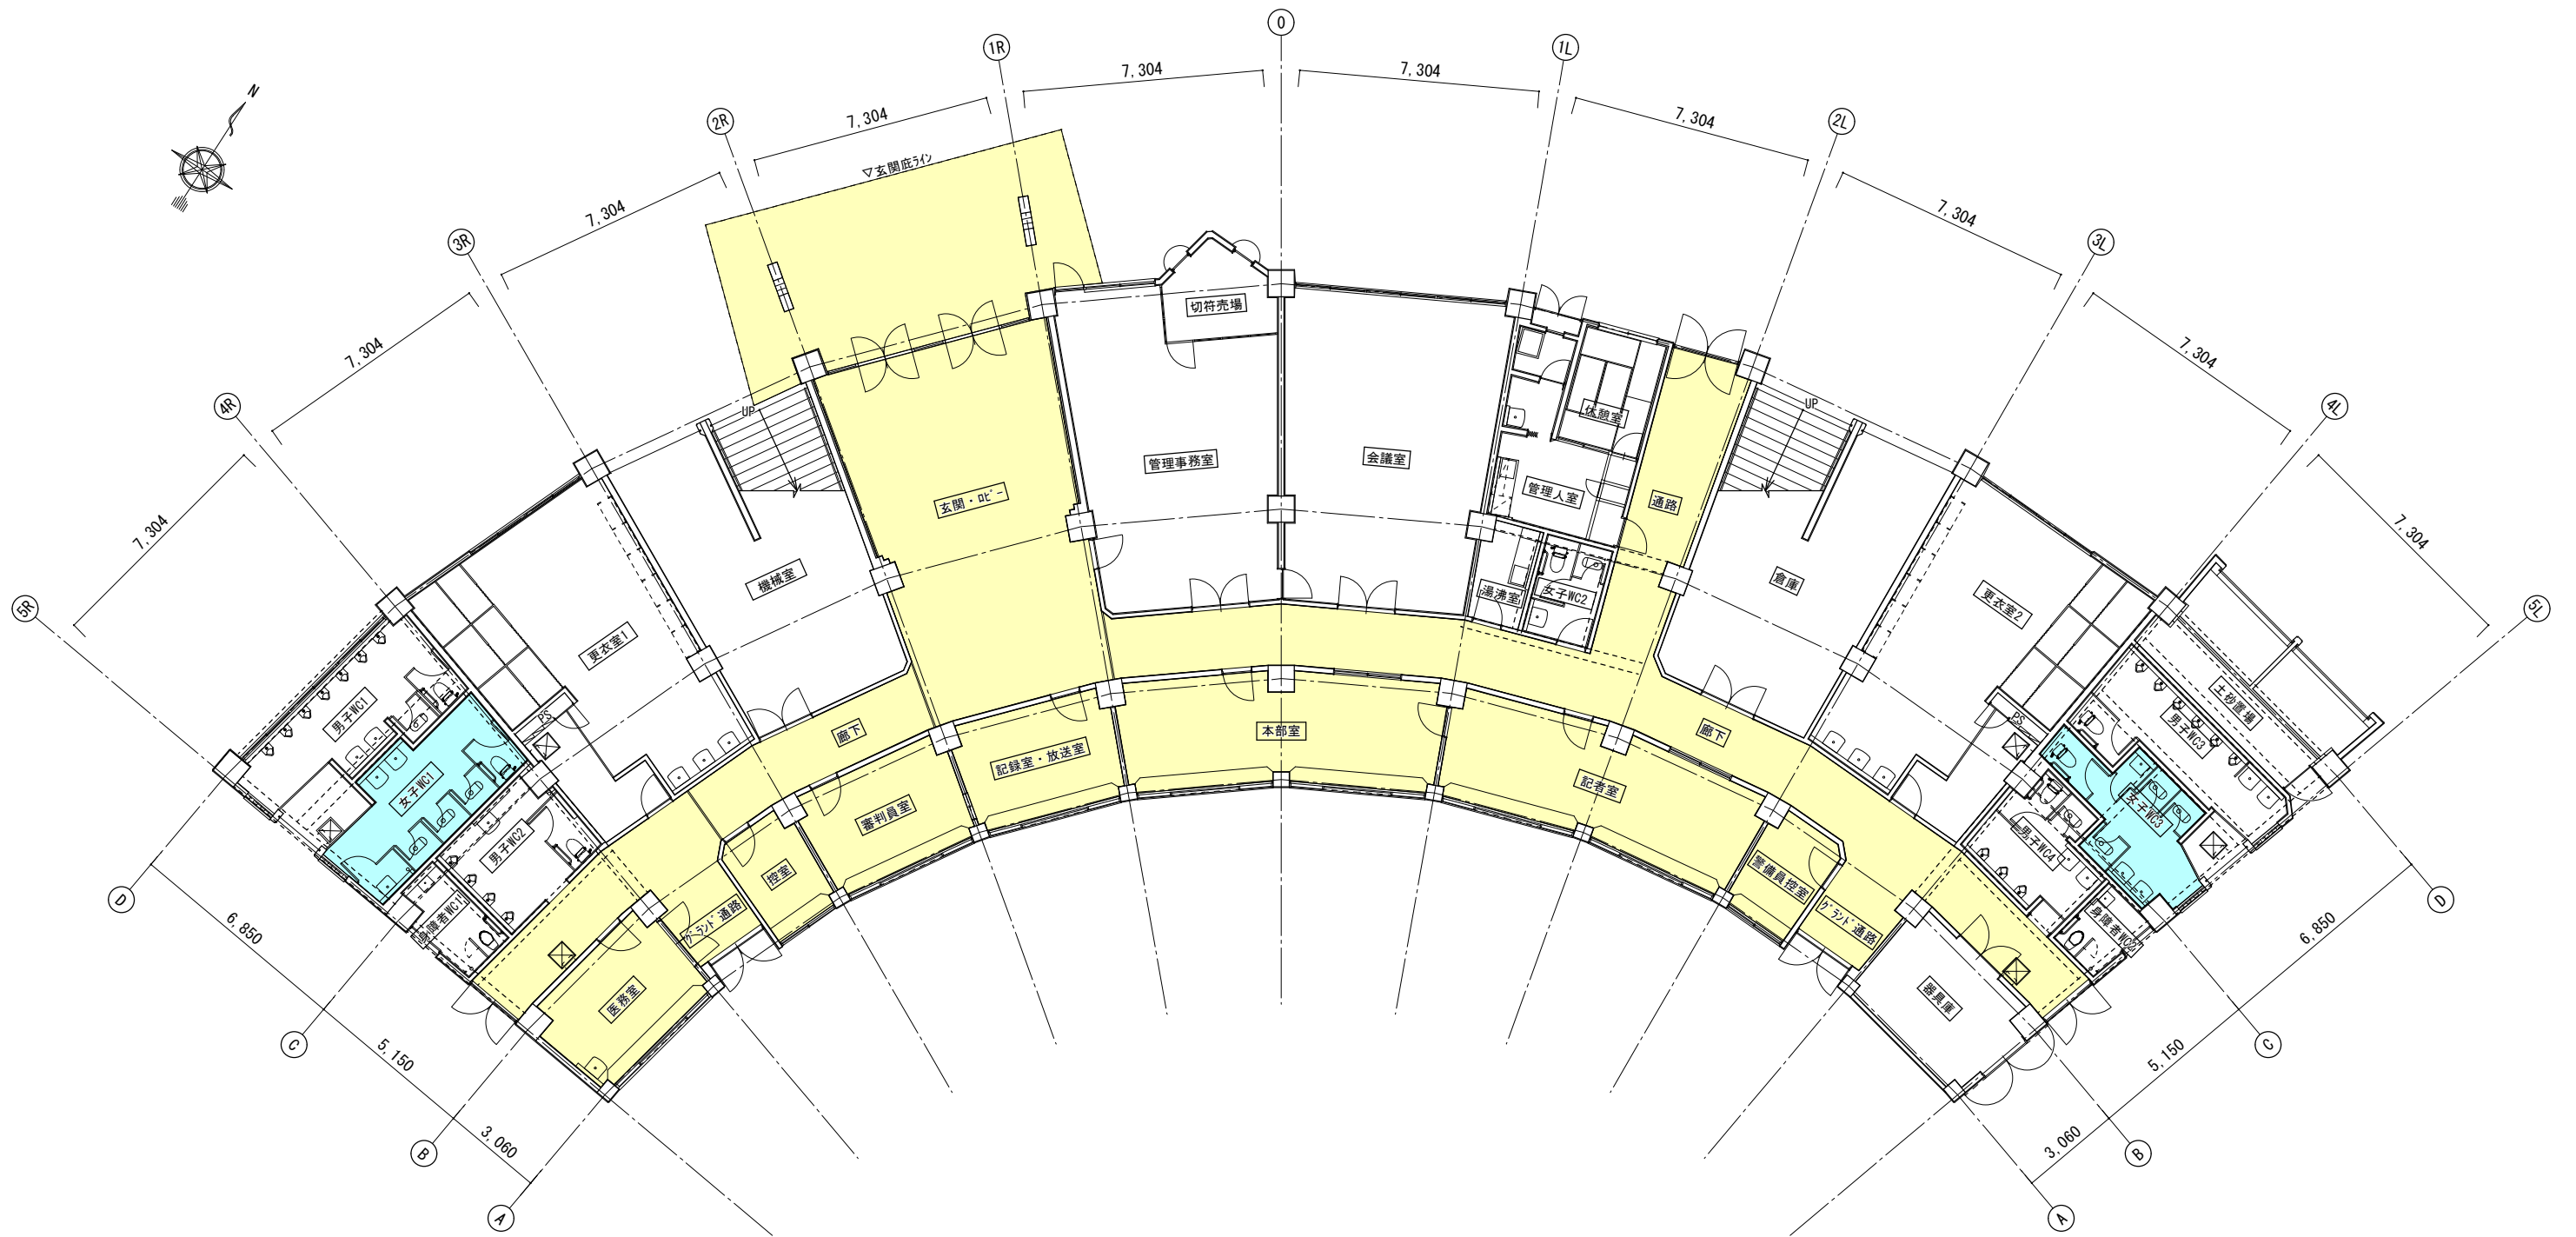 0
1R
1L
7,304
7,304
2R
7,304
7,304
2L
N
▽玄関庇ライン
3R
7,304
7,304
3L
切符売場
4R
7,304
7,304
4L
UP
休憩室
UP
管理事務室
会議室
管理人室
通路
玄関・ロビー
5R
7,304
7,304
5L
機械室
倉庫
湯沸室
女子WC2
更衣室1
更衣室2
土砂置場
男子WC1
PS
PS
男子WC3
廊下
本部室
廊下
記録室・放送室
記者室
女子WC1
女子WC3
審判員室
男子WC2
男子WC4
控室
警備員控室
D
D
身障者WC1
グランド通路
グランド通路
身障者WC2
6,850
6,850
医務室
器具庫
C
C
5,150
5,150
B
B
3,060
3,060
A
A